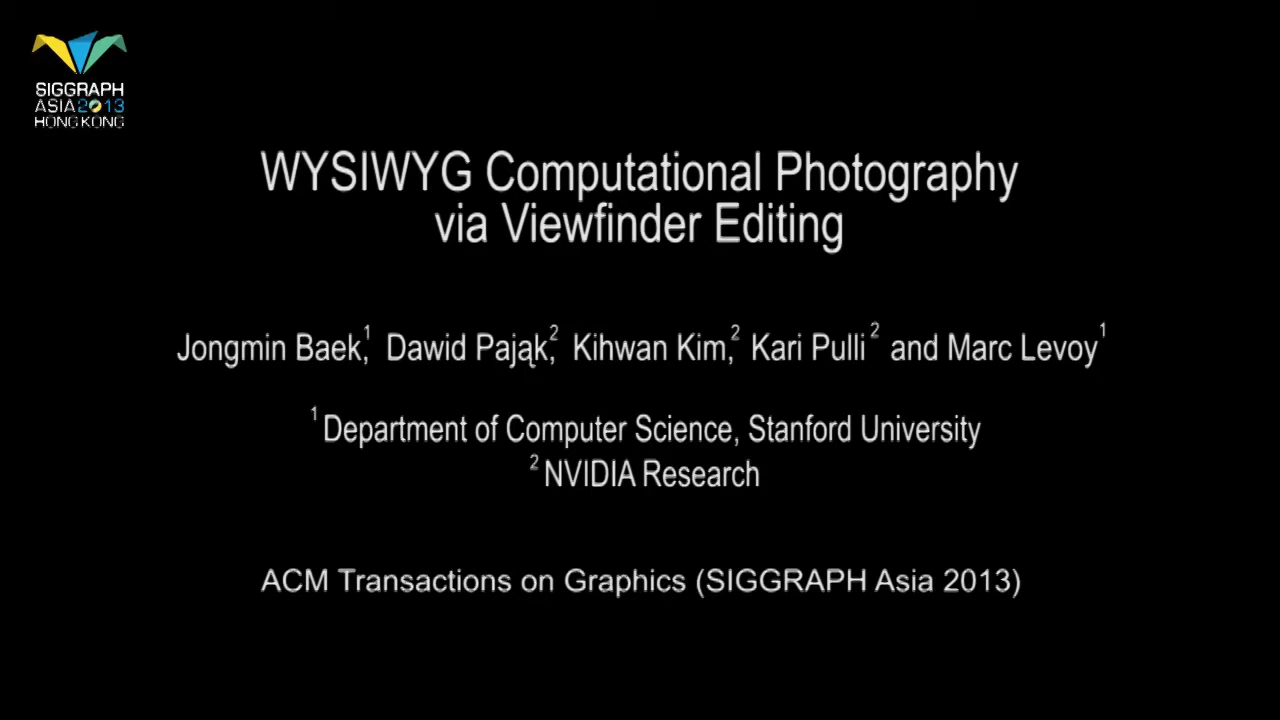 SIGGRAPH
ASIA2013
HONG KONG
WYSIWYG Computational Photography
via Viewfinder Editing
Jongmin Baek,¹ Dawid Pająk,² Kihwan Kim,² Kari Pulli² and Marc Levoy¹
¹ Department of Computer Science, Stanford University
² NVIDIA Research
ACM Transactions on Graphics (SIGGRAPH Asia 2013)